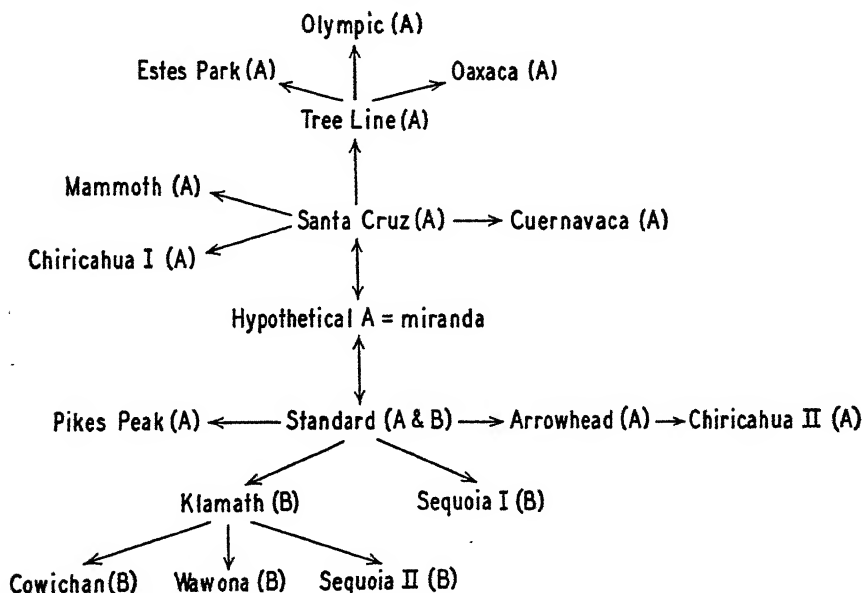 Olympic (A)
Estes Park (A)
Oaxaca (A)
Tree Line (A)
Mammoth (A)
Santa Cruz (A)
Cuernavaca (A)
Chiricahua I (A)
Hypothetical A = miranda
Pikes Peak (A)
Standard (A & B)
Arrowhead (A)
Chiricahua II (A)
Klamath (B)
Sequoia I (B)
Cowichan (B)
Wawona (B)
Sequoia II (B)